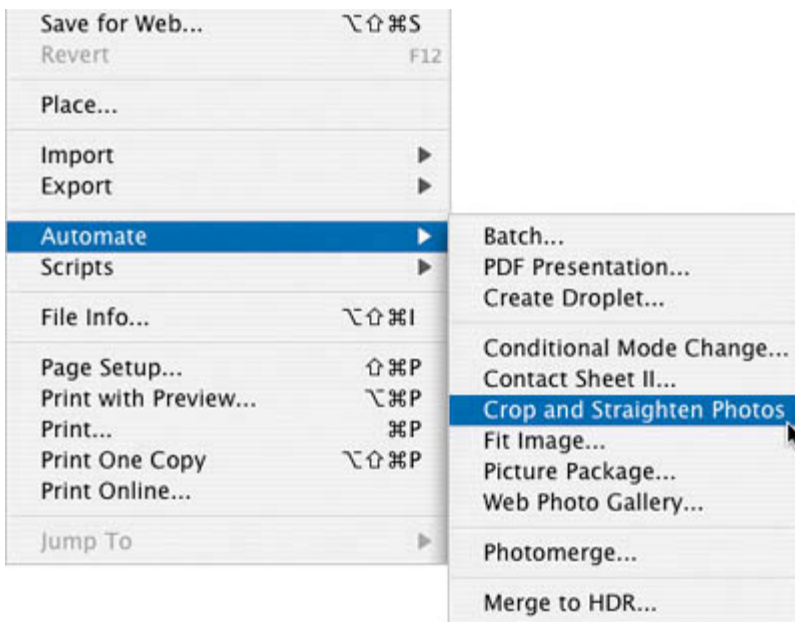 Save for Web... ⌥⇧⌘S
Revert F12
Place...
Import
Export
Automate
Scripts
File Info... ⌥⇧⌘I
Page Setup... ⇧⌘P
Print with Preview... ⌥⌘P
Print... ⌘P
Print One Copy ⌥⇧⌘P
Print Online...
Jump To
Batch...
PDF Presentation...
Create Droplet...
Conditional Mode Change...
Contact Sheet II...
Crop and Straighten Photos
Fit Image...
Picture Package...
Web Photo Gallery...
Photomerge...
Merge to HDR...